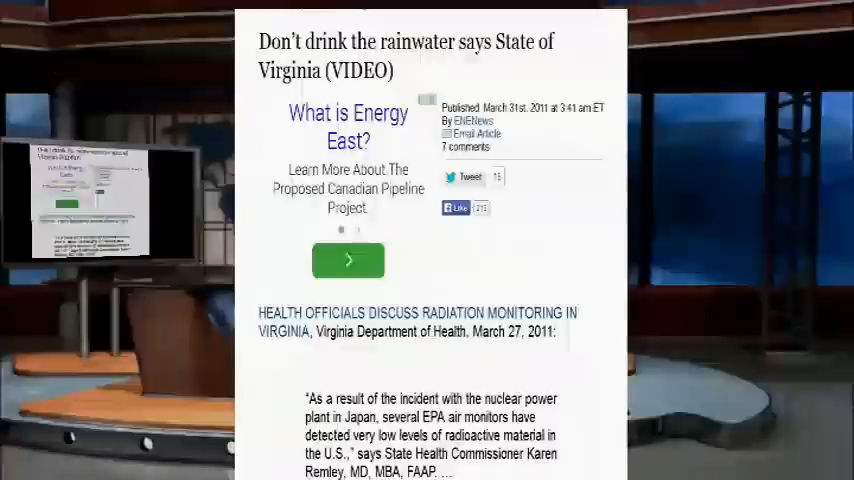 Don't drink the rainwater says State of
Virginia (VIDEO)
What is Energy
East?
Learn More About The
Proposed Canadian Pipeline
Project.
Published: March 31st, 2011 at 3:41 am ET
By ENENews
Email Article
7 comments
Tweet 15
Like
HEALTH OFFICIALS DISCUSS RADIATION MONITORING IN
VIRGINIA, Virginia Department of Health, March 27, 2011:
“As a result of the incident with the nuclear power
plant in Japan, several EPA air monitors have
detected very low levels of radioactive material in
the U.S.,” says State Health Commissioner Karen
Remley, MD, MBA, FAAP. ...